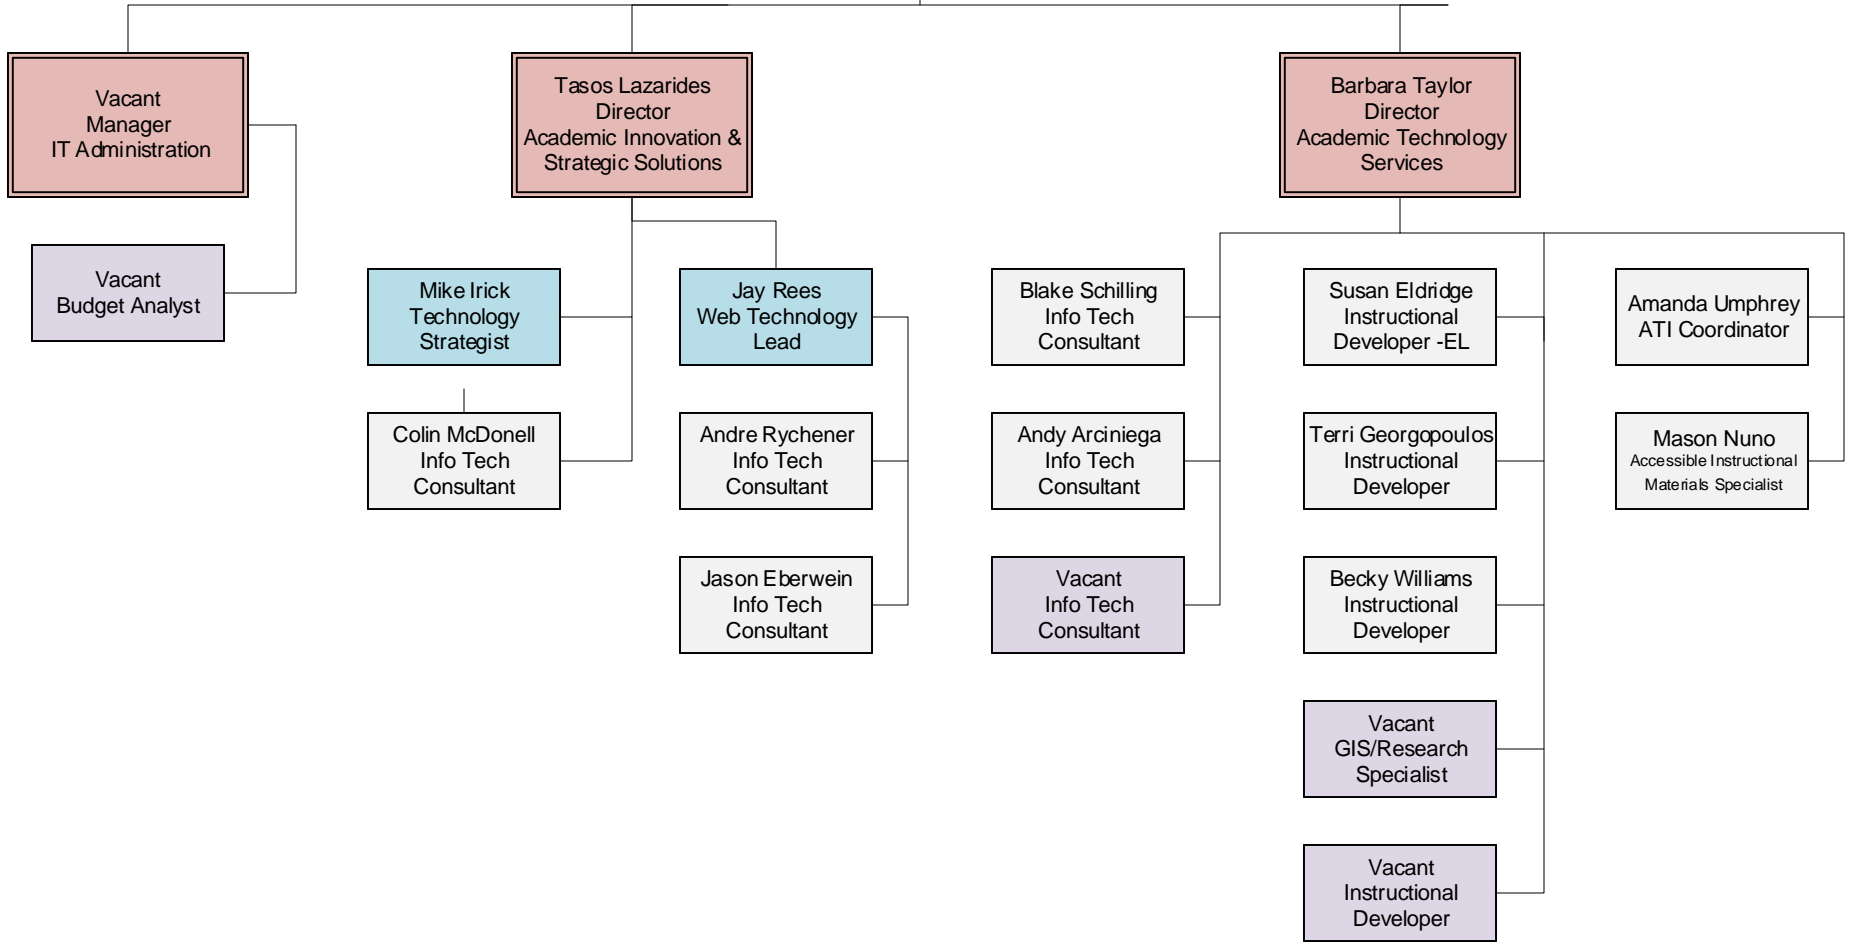 Vacant
Manager
IT Administration
Tasos Lazarides
Director
Academic Innovation &
Strategic Solutions
Barbara Taylor
Director
Academic Technology
Services
Vacant
Budget Analyst
Mike Irick
Technology
Strategist
Jay Rees
Web Technology
Lead
Blake Schilling
Info Tech
Consultant
Susan Eldridge
Instructional
Developer -EL
Amanda Umphrey
ATI Coordinator
Colin McDonell
Info Tech
Consultant
Andre Rychener
Info Tech
Consultant
Andy Arciniega
Info Tech
Consultant
Terri Georgopoulos
Instructional
Developer
Mason Nuno
Accessible Instructional
Materials Specialist
Jason Eberwein
Info Tech
Consultant
Vacant
Info Tech
Consultant
Becky Williams
Instructional
Developer
Vacant
GIS/Research
Specialist
Vacant
Instructional
Developer